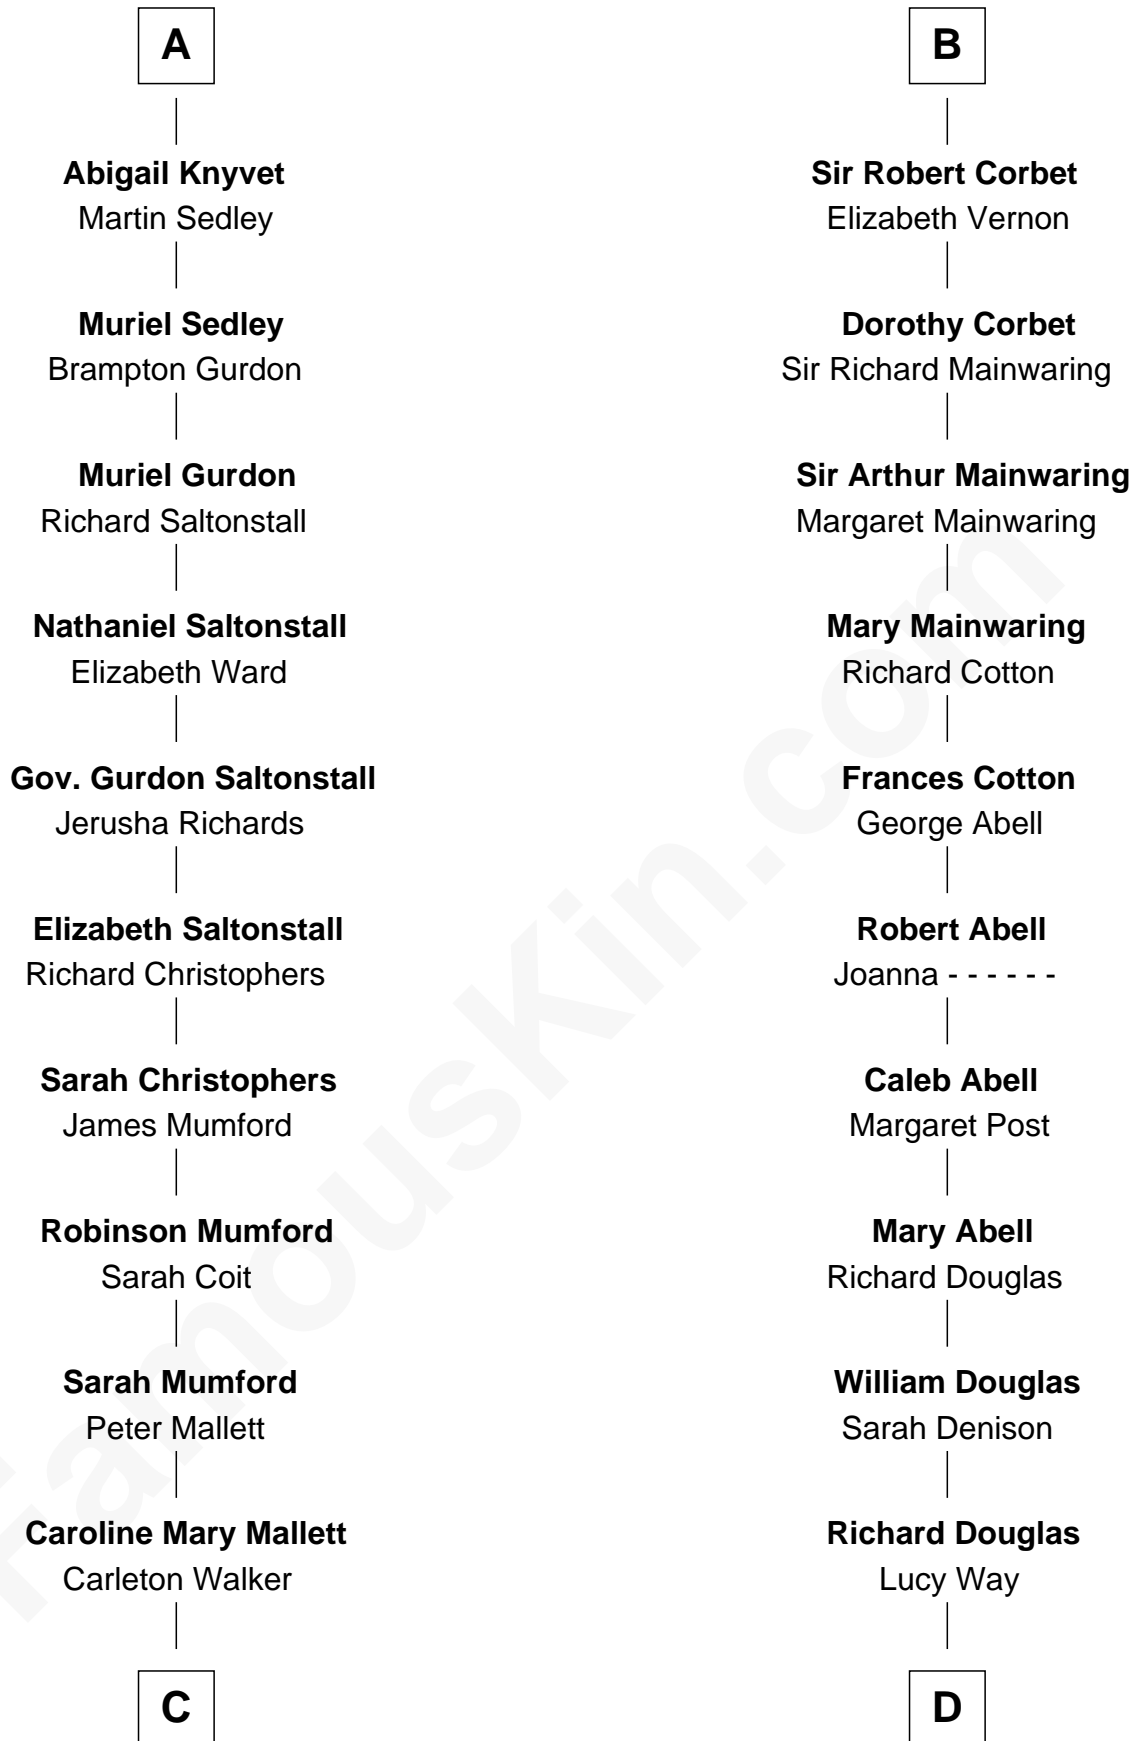 A
Abigail Knyvet
Martin Sedley
Muriel Sedley
Brampton Gurdon
Muriel Gurdon
Richard Saltonstall
Nathaniel Saltonstall
Elizabeth Ward
Gov. Gurdon Saltonstall
Jerusha Richards
Elizabeth Saltonstall
Richard Christophers
Sarah Christophers
James Mumford
Robinson Mumford
Sarah Coit
Sarah Mumford
Peter Mallett
Caroline Mary Mallett
Carleton Walker
C
B
Sir Robert Corbet
Elizabeth Vernon
Dorothy Corbet
Sir Richard Mainwaring
Sir Arthur Mainwaring
Margaret Mainwaring
Mary Mainwaring
Richard Cotton
Frances Cotton
George Abell
Robert Abell
Joanna - - - - - -
Caleb Abell
Margaret Post
Mary Abell
Richard Douglas
William Douglas
Sarah Denison
Richard Douglas
Lucy Way
D
FamousKin.com